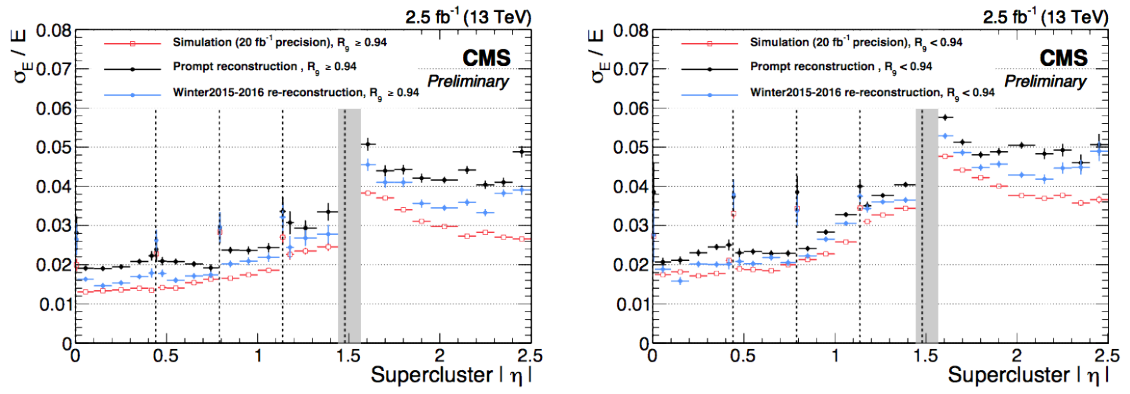 2.5 fb⁻¹ (13 TeV)
σE / E
0.08
0.07
0.06
0.05
0.04
0.03
0.02
0.01
0
Simulation (20 fb⁻¹ precision), R9 ≥ 0.94
Prompt reconstruction , R9 ≥ 0.94
Winter2015-2016 re-reconstruction, R9 ≥ 0.94
CMS
Preliminary
0 0.5 1 1.5 2 2.5
Supercluster | η |
2.5 fb⁻¹ (13 TeV)
σE / E
0.08
0.07
0.06
0.05
0.04
0.03
0.02
0.01
0
Simulation (20 fb⁻¹ precision), R9 < 0.94
Prompt reconstruction , R9 < 0.94
Winter2015-2016 re-reconstruction, R9 < 0.94
CMS
Preliminary
0 0.5 1 1.5 2 2.5
Supercluster | η |